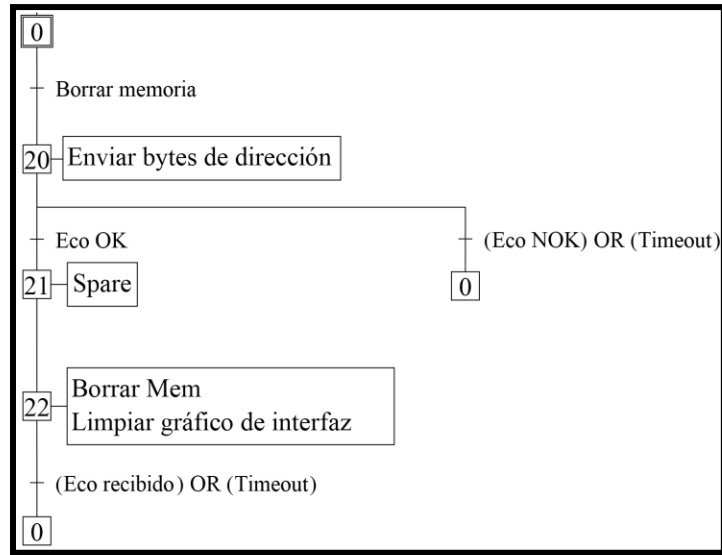 0
Borrar memoria
20
Enviar bytes de dirección
Eco OK
(Eco NOK) OR (Timeout)
21
Spare
0
22
Borrar Mem
Limpiar gráfico de interfaz
(Eco recibido) OR (Timeout)
0